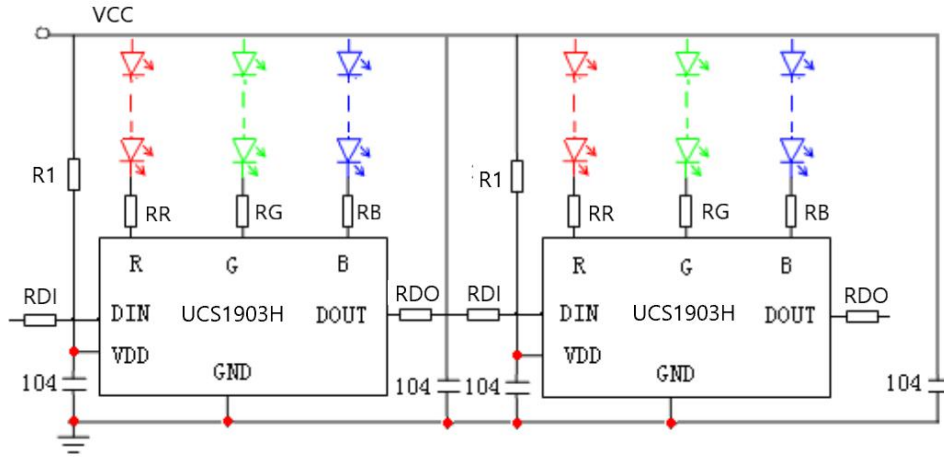 VCC
R1
RR
RG
RB
R1
RR
RG
RB
R
G
B
R
G
B
RDI
DIN
UCS1903H
DOUT
RDO
RDI
DIN
UCS1903H
DOUT
RDO
VDD
VDD
GND
GND
104
104
104
104